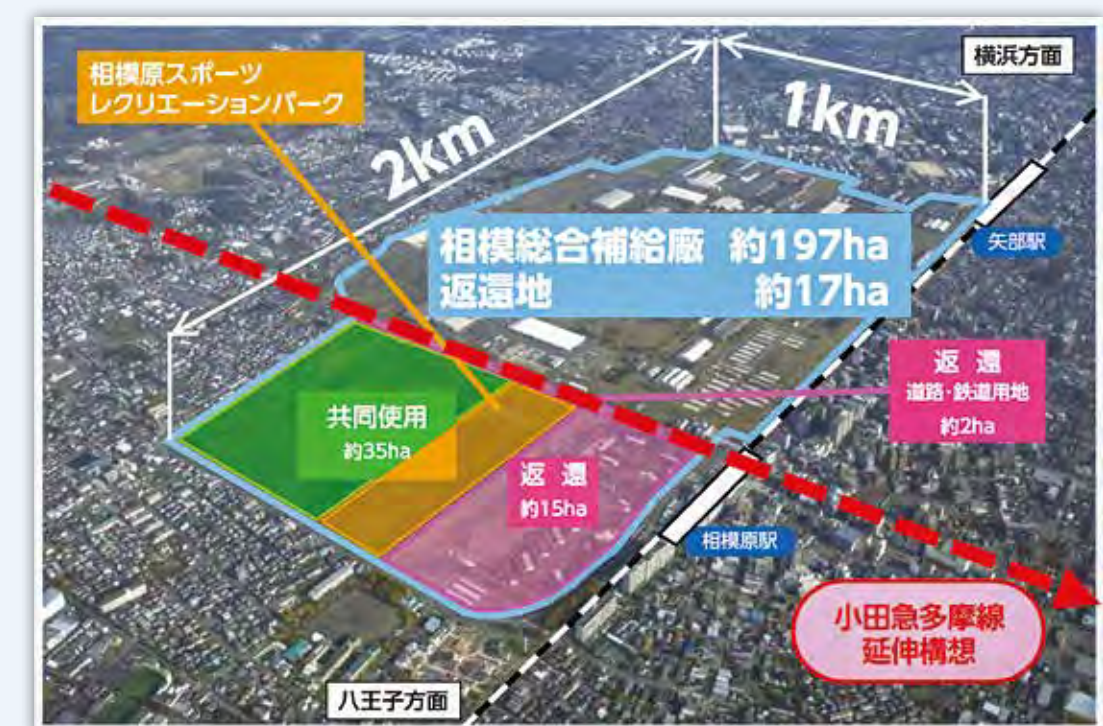 相模原スポーツ
レクリエーションパーク
2km
1km
横浜方面
矢部駅
相模総合補給廠 約197ha
返還地 約17ha
返還
道路・鉄道用地
約2ha
共同使用
約35ha
返還
約15ha
相模原駅
小田急多摩線
延伸構想
八王子方面